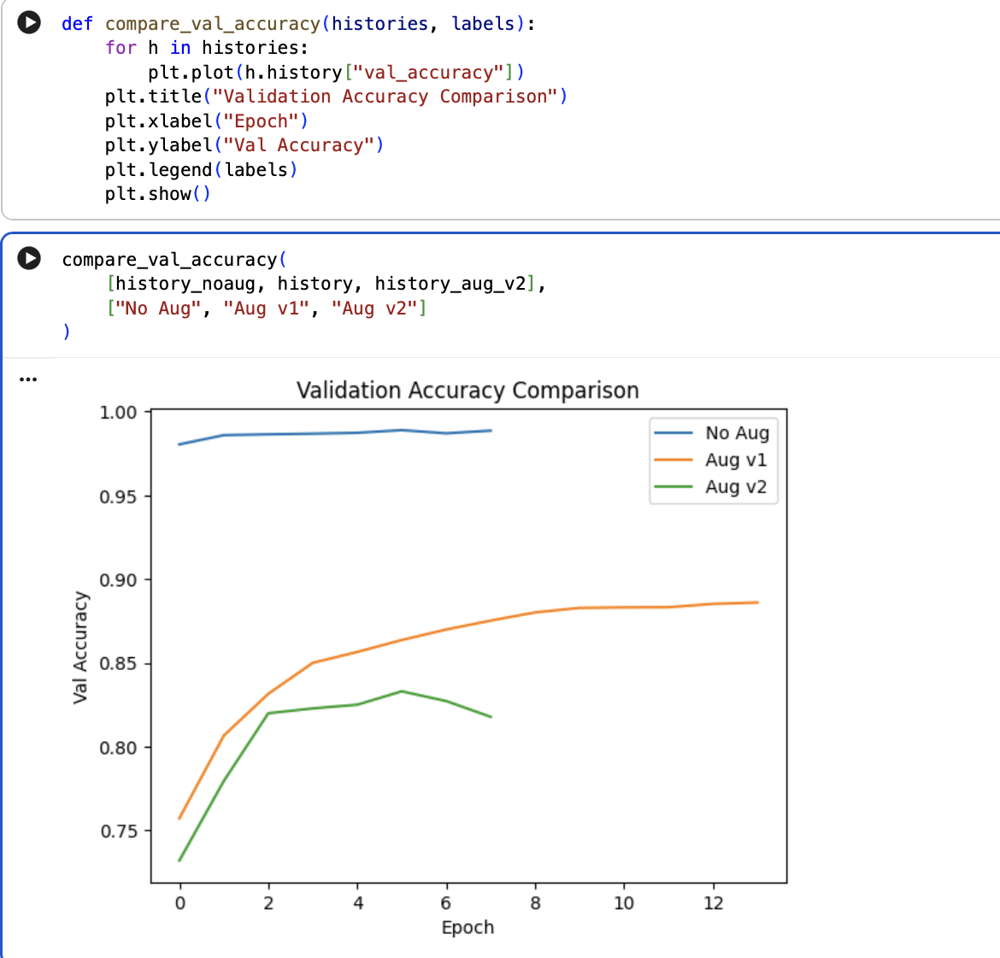 def compare_val_accuracy(histories, labels):
    for h in histories:
        plt.plot(h.history["val_accuracy"])
    plt.title("Validation Accuracy Comparison")
    plt.xlabel("Epoch")
    plt.ylabel("Val Accuracy")
    plt.legend(labels)
    plt.show()
compare_val_accuracy(
    [history_noaug, history, history_aug_v2],
    ["No Aug", "Aug v1", "Aug v2"]
)
...
Validation Accuracy Comparison
1.00
0.95
0.90
0.85
0.80
0.75
Val Accuracy
No Aug
Aug v1
Aug v2
0 2 4 6 8 10 12
Epoch